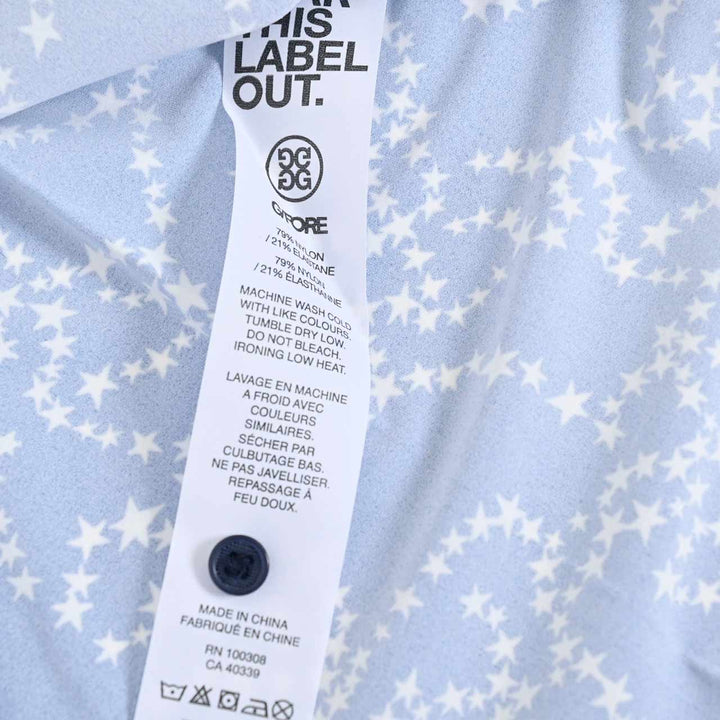 THIS
LABEL
OUT.
G/FORE
79% NYLON
/ 21% ELASTANE
79% NYLON
/ 21% ÉLASTHANNE
MACHINE WASH COLD
WITH LIKE COLOURS.
TUMBLE DRY LOW.
DO NOT BLEACH.
IRONING LOW HEAT.
LAVAGE EN MACHINE
A FROID AVEC
COULEURS
SIMILAIRES.
SÉCHER PAR
CULBUTAGE BAS.
NE PAS JAVELLISER.
REPASSAGE À
FEU DOUX.
MADE IN CHINA
FABRIQUÉ EN CHINE
RN 100308
CA 40339